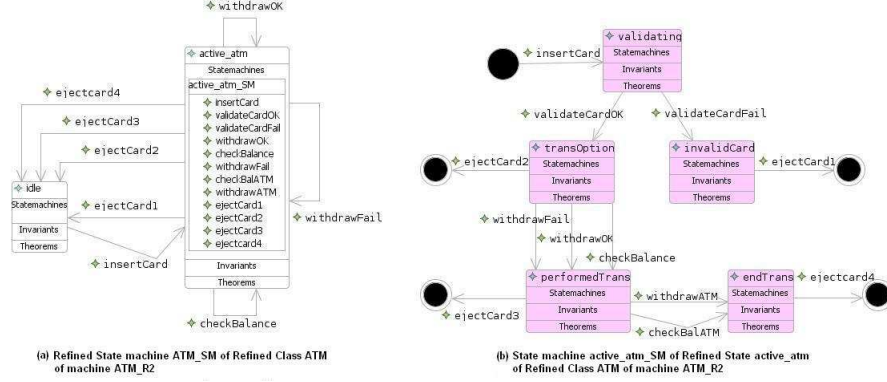 withdrawOK
active_atm
Statemachines
active_atm_SM
insertCard
validateCardOK
validateCardFail
withdrawOK
checkBalance
withdrawFail
checkBalATM
withdrawATM
ejectCard1
ejectCard2
ejectCard3
ejectcard4
Invariants
Theorems
ejectcard4
ejectCard3
ejectCard2
idle
Statemachines
Invariants
Theorems
ejectCard1
insertCard
withdrawFail
checkBalance
(a) Refined State machine ATM_SM of Refined Class ATM
of machine ATM_R2
validating
Statemachines
Invariants
Theorems
insertCard
validateCardOK
validateCardFail
transOption
Statemachines
Invariants
Theorems
ejectCard2
invalidCard
Statemachines
Invariants
Theorems
ejectCard1
withdrawFail
withdrawOK
checkBalance
performedTrans
Statemachines
Invariants
Theorems
ejectCard3
withdrawATM
checkBalATM
endTrans
Statemachines
Invariants
Theorems
ejectcard4
(b) State machine active_atm_SM of Refined State active_atm
of Refined Class ATM of machine ATM_R2